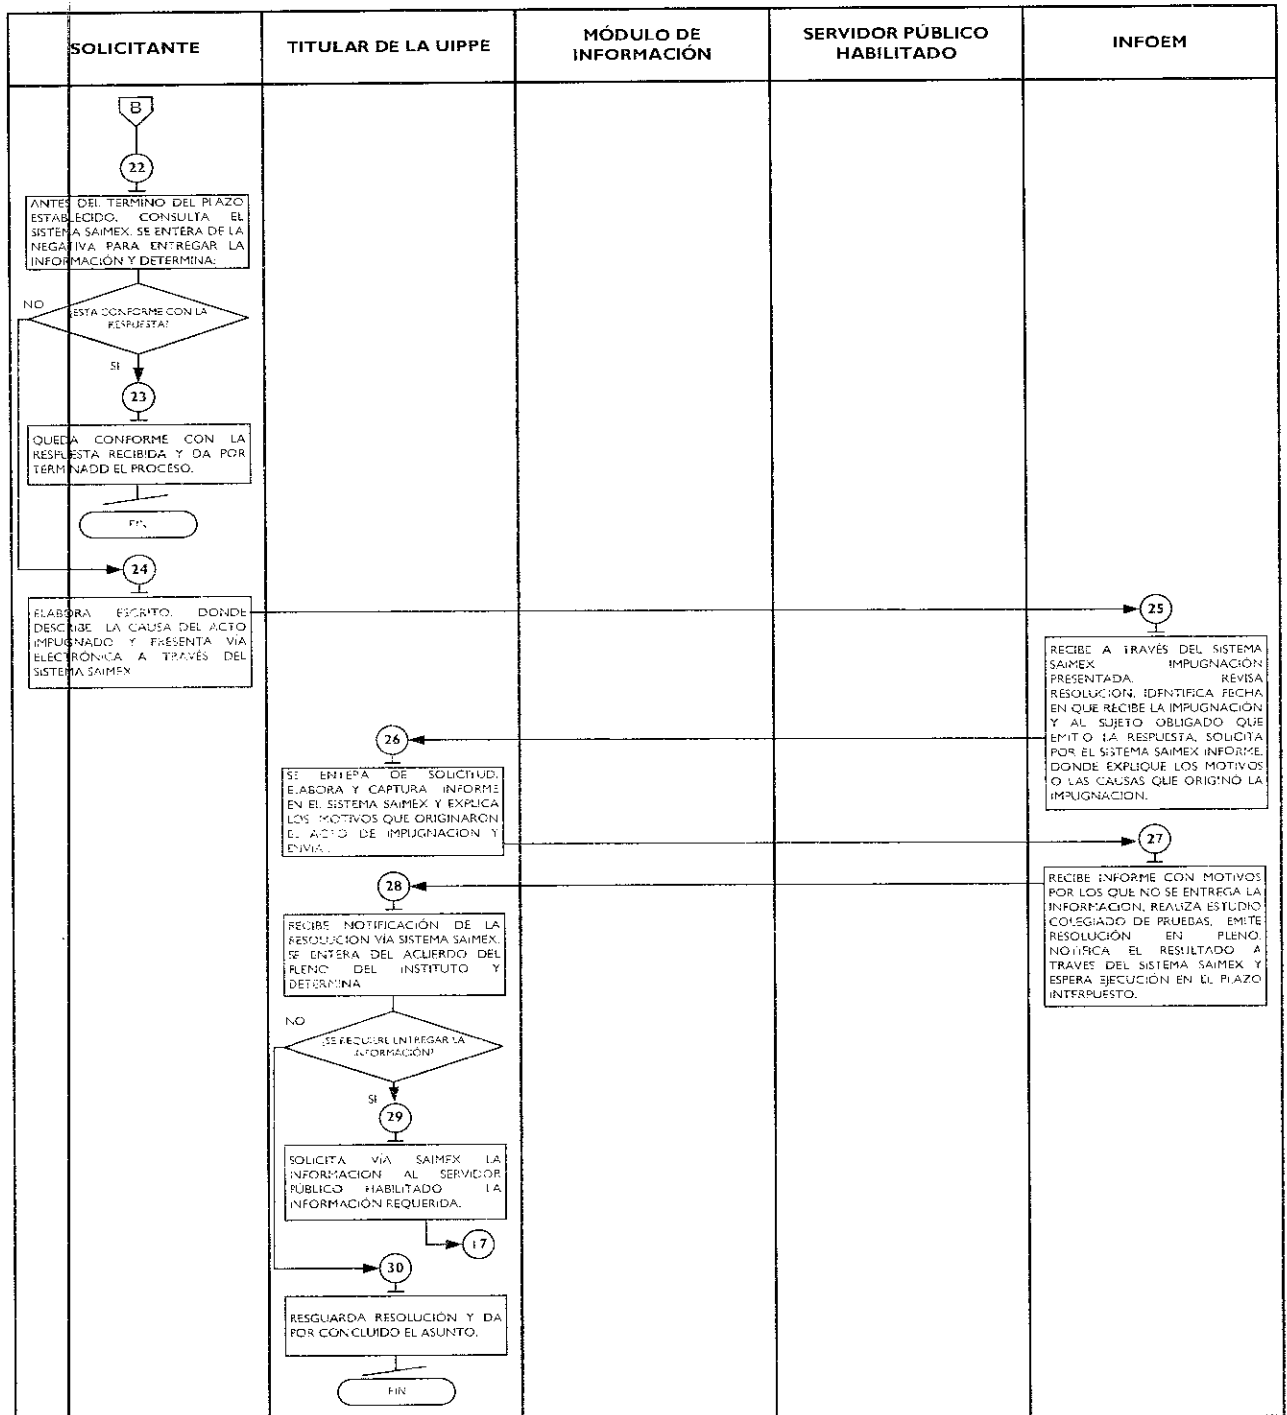 SOLICITANTE
TITULAR DE LA UIPPE
MÓDULO DE
INFORMACIÓN
SERVIDOR PÚBLICO
HABILITADO
INFOEM
B
22
ANTES DEL TERMINO DEL PLAZO
ESTABLECIDO, CONSULTA EL
SISTEMA SAIMEX, SE ENTERA DE LA
NEGATIVA PARA ENTREGAR LA
INFORMACIÓN Y DETERMINA:
NO
¿ESTA CONFORME CON LA
RESPUESTA?
SI
23
QUEDA CONFORME CON LA
RESPUESTA RECIBIDA Y DA POR
TERMINADO EL PROCESO.
FIN
24
ELABORA ESCRITO, DONDE
DESCRIBE LA CAUSA DEL ACTO
IMPUGNADO Y PRESENTA VÍA
ELECTRÓNICA A TRAVÉS DEL
SISTEMA SAIMEX
25
RECIBE A TRAVÉS DEL SISTEMA
SAIMEX IMPUGNACIÓN
PRESENTADA. REVISA
RESOLUCION, IDENTIFICA FECHA
EN QUE RECIBE LA IMPUGNACIÓN
Y AL SUJETO OBLIGADO QUE
EMITIO LA RESPUESTA, SOLICITA
POR EL SISTEMA SAIMEX INFORME,
DONDE EXPLIQUE LOS MOTIVOS
O LAS CAUSAS QUE ORIGINÓ LA
IMPUGNACION.
26
SE ENTERA DE SOLICITUD,
ELABORA Y CAPTURA INFORME
EN EL SISTEMA SAIMEX Y EXPLICA
LOS MOTIVOS QUE ORIGINARON
EL ACTO DE IMPUGNACION Y
ENVIA.
27
RECIBE INFORME CON MOTIVOS
POR LOS QUE NO SE ENTREGA LA
INFORMACION, REALIZA ESTUDIO
COLEGIADO DE PRUEBAS, EMITE
RESOLUCIÓN EN PLENO,
NOTIFICA EL RESULTADO A
TRAVES DEL SISTEMA SAIMEX Y
ESPERA EJECUCIÓN EN EL PLAZO
INTERPUESTO.
28
RECIBE NOTIFICACIÓN DE LA
RESOLUCION VÍA SISTEMA SAIMEX,
SE ENTERA DEL ACUERDO DEL
PLENO DEL INSTITUTO Y
DETERMINA
NO
¿SE REQUIERE ENTREGAR LA
INFORMACIÓN?
SI
29
SOLICITA VÍA SAIMEX LA
INFORMACION AL SERVIDOR
PÚBLICO HABILITADO LA
INFORMACIÓN REQUERIDA.
17
30
RESGUARDA RESOLUCIÓN Y DA
POR CONCLUIDO EL ASUNTO.
FIN